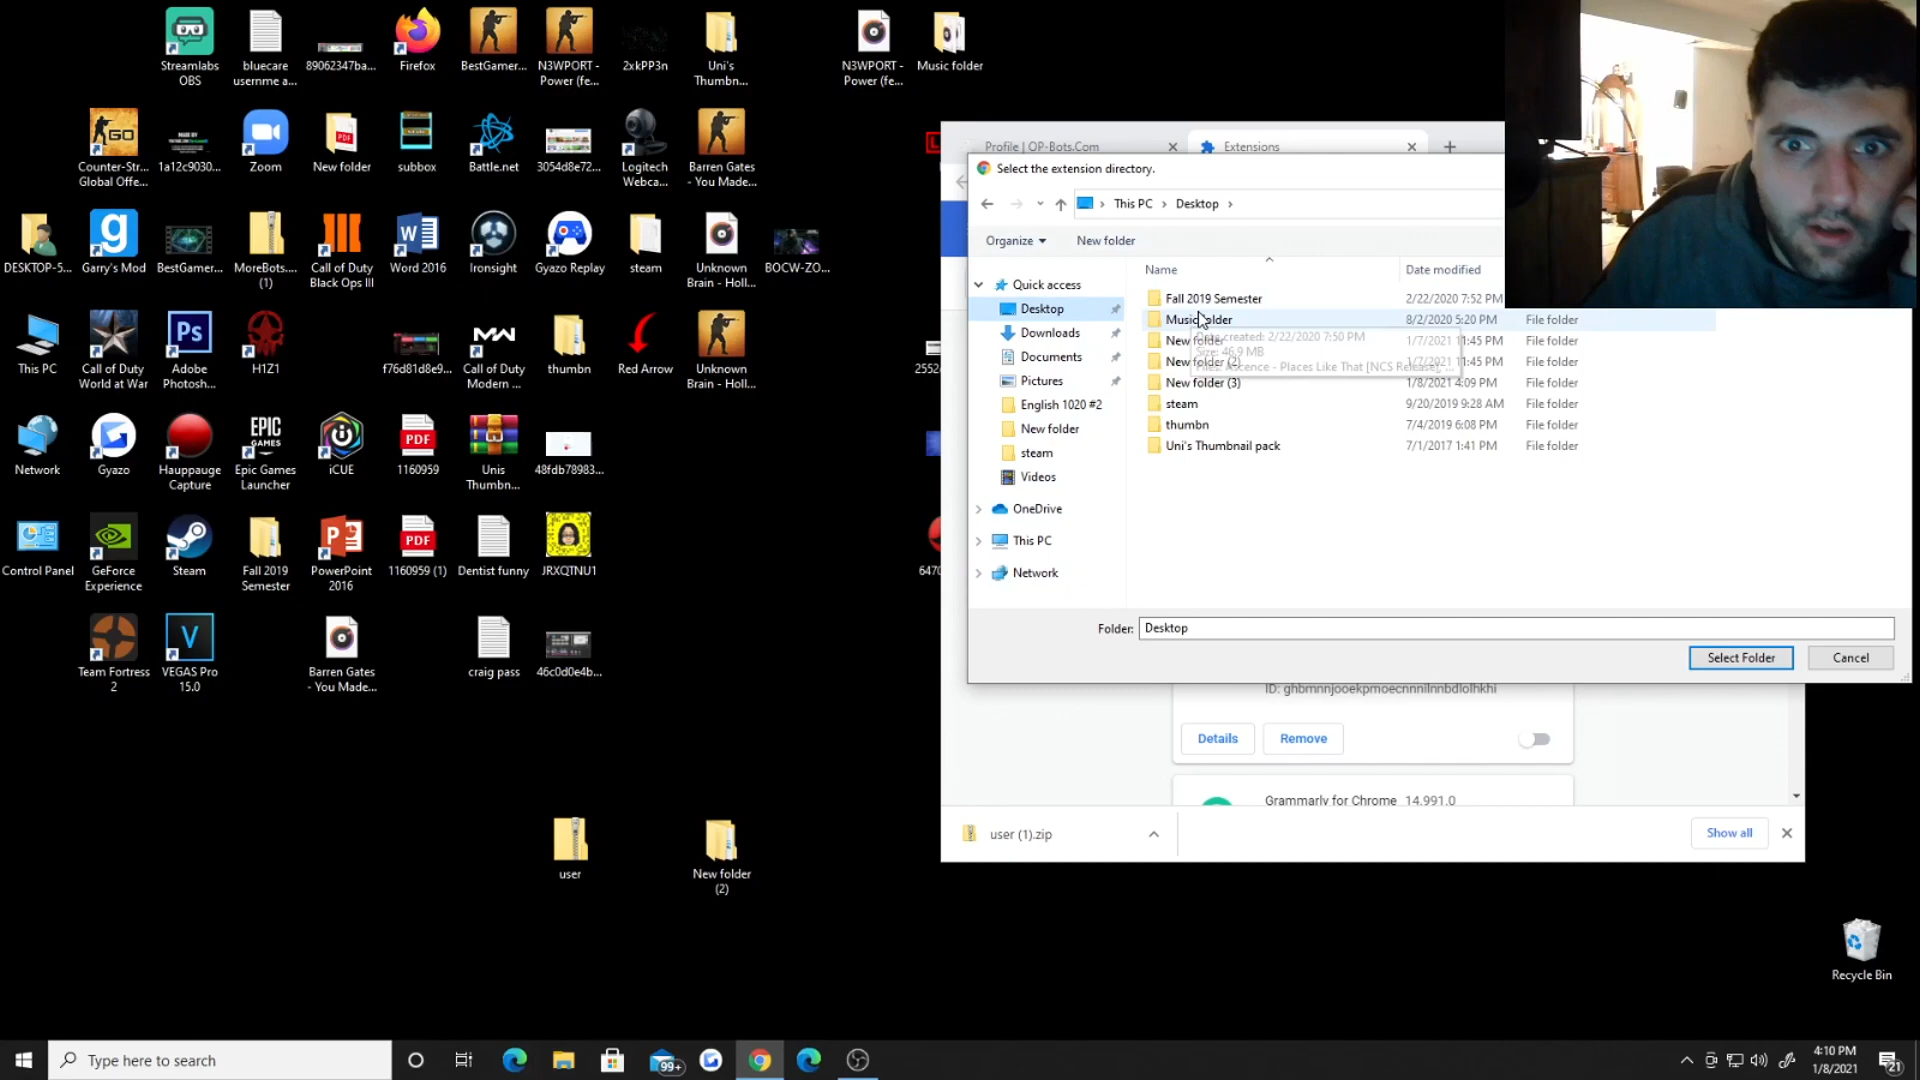 Streamlabs
OBS
bluecare
usernme a...
89062347ba...
Firefox
BestGamer...
N3WPORT -
Power (fe...
2xkPP3n
Uni's
Thumbn...
N3WPORT -
Power (fe...
Music folder
Counter-Str...
Global Offe...
1a12c9030...
Zoom
New folder
subbox
Battle.net
3054d8e72...
Logitech
Webca...
Barren Gates
- You Made...
DESKTOP-5...
Garry's Mod
BestGamer...
MoreBots....
(1)
Call of Duty
Black Ops III
Word 2016
Ironsight
Gyazo Replay
steam
Unknown
Brain - Holl...
BOCW-ZO...
This PC
Call of Duty
World at War
Adobe
Photosh...
H1Z1
f76d81d8e9...
Call of Duty
Modern ...
thumbn
Red Arrow
Unknown
Brain - Holl...
2552
Network
Gyazo
Hauppauge
Capture
Epic Games
Launcher
iCUE
1160959
Unis
Thumbn...
48fdb78983...
Control Panel
GeForce
Experience
Steam
Fall 2019
Semester
PowerPoint
2016
1160959 (1)
Dentist funny
JRXQTNU1
647(
Team Fortress
2
VEGAS Pro
15.0
Barren Gates
- You Made...
craig pass
46c0d0e4b...
user
New folder
(2)
Recycle Bin
Profile | OP-Bots.Com
Extensions
Select the extension directory.
This PC > Desktop >
Organize
New folder
Name
Date modified
Quick access
Desktop
Downloads
Documents
Pictures
English 1020 #2
New folder
steam
Videos
OneDrive
This PC
Network
Fall 2019 Semester 2/22/2020 7:52 PM
Music folder 8/2/2020 5:20 PM File folder
New folder 1/7/2021 11:45 PM File folder
New folder (2) 1/7/2021 11:45 PM File folder
New folder (3) 1/8/2021 4:09 PM File folder
steam 9/20/2019 9:28 AM File folder
thumbn 7/4/2019 6:08 PM File folder
Uni's Thumbnail pack 7/1/2017 1:41 PM File folder
Date created: 2/22/2020 7:50 PM
Size: 46.9 MB
Files: Ascence - Places Like That [NCS Release], ...
Folder: Desktop
Select Folder
Cancel
ID: ghbmnnjooekpmoecnnnilnnbdlolhkhi
Details
Remove
Grammarly for Chrome 14.991.0
user (1).zip
Show all
Type here to search
99+
4:10 PM
1/8/2021
21